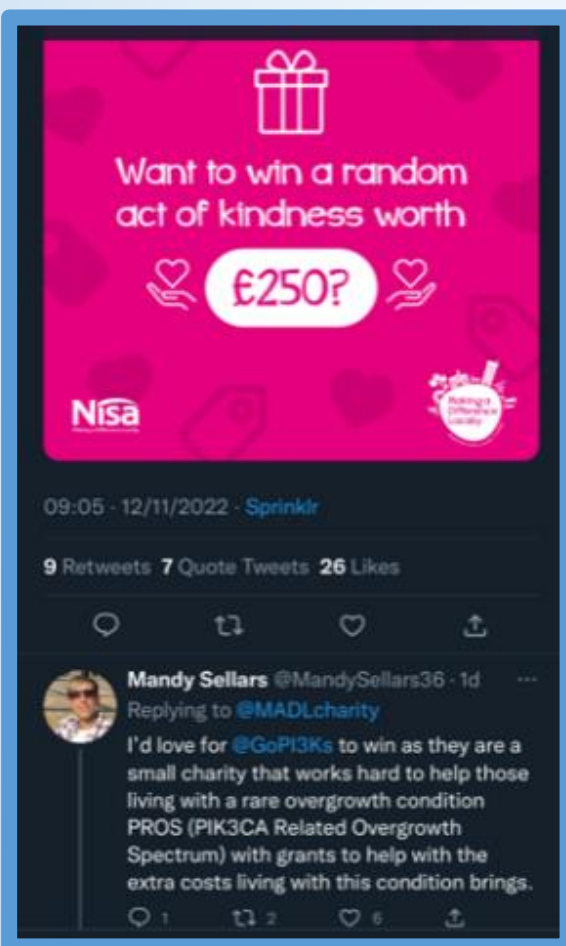 Want to win a random
act of kindness worth
£250?
Nisa
Making a
Difference
Locally
09:05 · 12/11/2022 · Sprinklr
9 Retweets 7 Quote Tweets 26 Likes
Mandy Sellars @MandySellars36 · 1d
Replying to @MADLcharity
I'd love for @GoPI3Ks to win as they are a
small charity that works hard to help those
living with a rare overgrowth condition
PROS (PIK3CA Related Overgrowth
Spectrum) with grants to help with the
extra costs living with this condition brings.
1 2 6